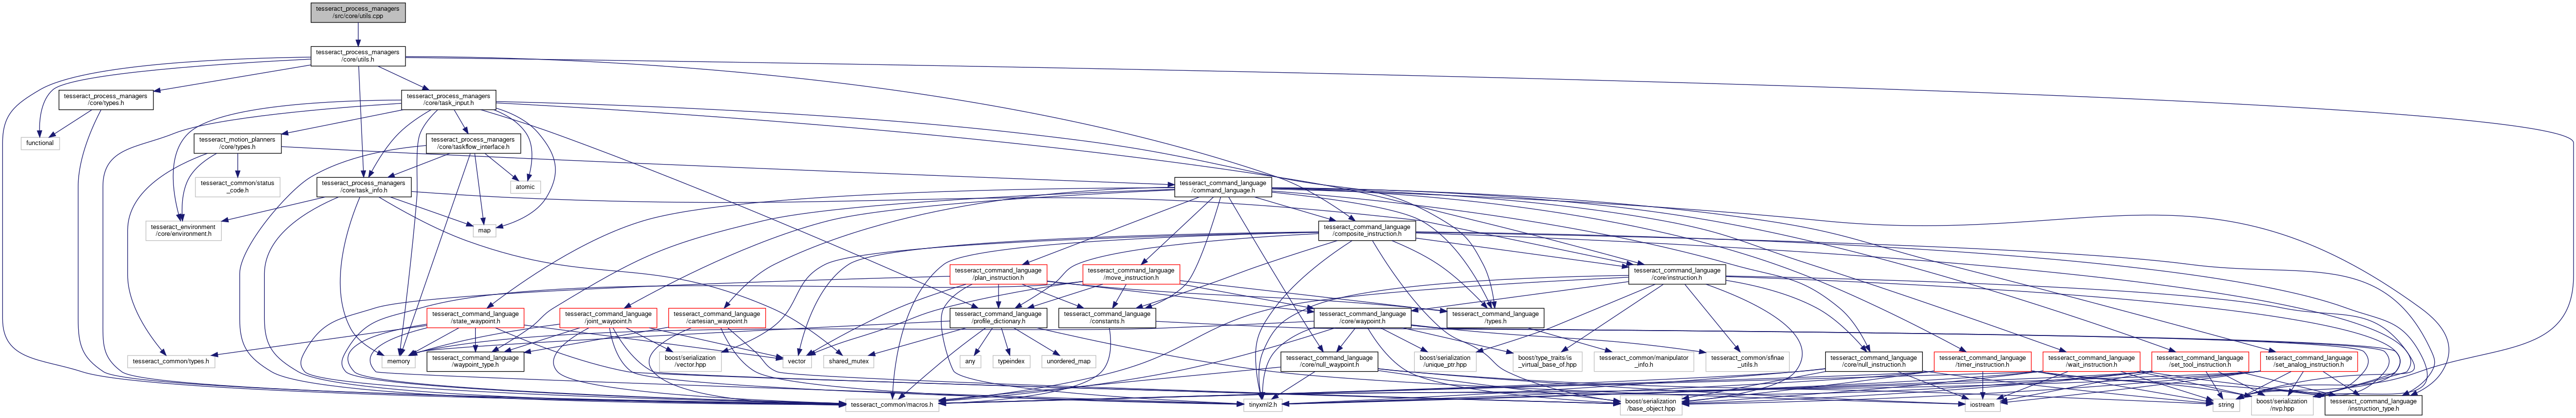 tesseract_process_managers
/src/core/utils.cpp
tesseract_process_managers
/core/utils.h
tesseract_process_managers
/core/types.h
tesseract_process_managers
/core/task_input.h
functional
tesseract_motion_planners
/core/types.h
tesseract_process_managers
/core/taskflow_interface.h
tesseract_common/status
_code.h
tesseract_process_managers
/core/task_info.h
atomic
tesseract_command_language
/command_language.h
tesseract_environment
/core/environment.h
map
tesseract_command_language
/composite_instruction.h
tesseract_command_language
/plan_instruction.h
tesseract_command_language
/move_instruction.h
tesseract_command_language
/core/instruction.h
tesseract_command_language
/state_waypoint.h
tesseract_command_language
/joint_waypoint.h
tesseract_command_language
/cartesian_waypoint.h
tesseract_command_language
/profile_dictionary.h
tesseract_command_language
/constants.h
tesseract_command_language
/core/waypoint.h
tesseract_command_language
/types.h
tesseract_common/types.h
memory
tesseract_command_language
/waypoint_type.h
boost/serialization
/vector.hpp
vector
shared_mutex
any
typeindex
unordered_map
tesseract_command_language
/core/null_waypoint.h
boost/serialization
/unique_ptr.hpp
boost/type_traits/is
_virtual_base_of.hpp
tesseract_common/manipulator
_info.h
tesseract_common/sfinae
_utils.h
tesseract_command_language
/core/null_instruction.h
tesseract_command_language
/timer_instruction.h
tesseract_command_language
/wait_instruction.h
tesseract_command_language
/set_tool_instruction.h
tesseract_command_language
/set_analog_instruction.h
tesseract_common/macros.h
tinyxml2.h
boost/serialization
/base_object.hpp
iostream
string
boost/serialization
/nvp.hpp
tesseract_command_language
/instruction_type.h